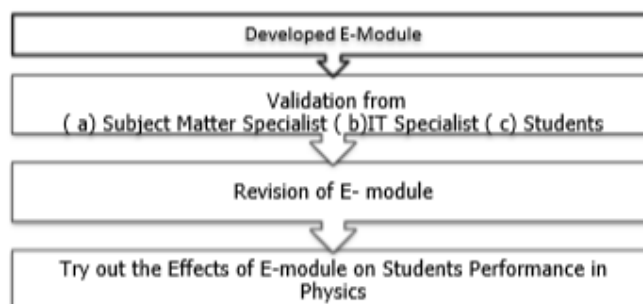 Developed E-Module
Validation from
( a) Subject Matter Specialist ( b)IT Specialist ( c) Students
Revision of E- module
Try out the Effects of E-module on Students Performance in
Physics